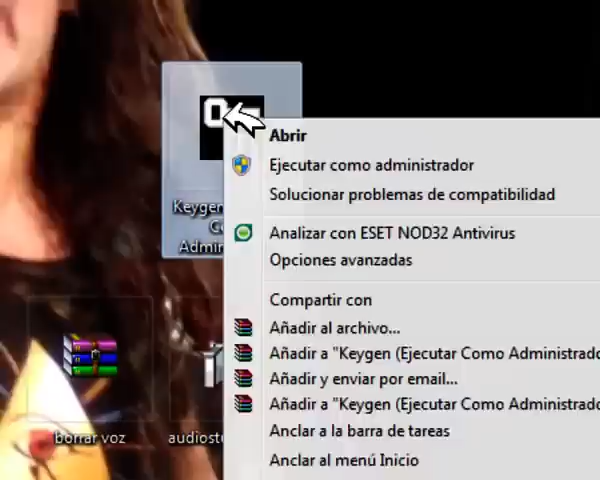 Abrir
Ejecutar como administrador
Solucionar problemas de compatibilidad
Keygen
Admin
Analizar con ESET NOD32 Antivirus
Opciones avanzadas
Compartir con
Añadir al archivo...
Añadir a "Keygen (Ejecutar Como Administrado
Añadir y enviar por email...
Añadir a "Keygen (Ejecutar Como Administrado
Anclar a la barra de tareas
borrar voz
audiost
Anclar al menú Inicio